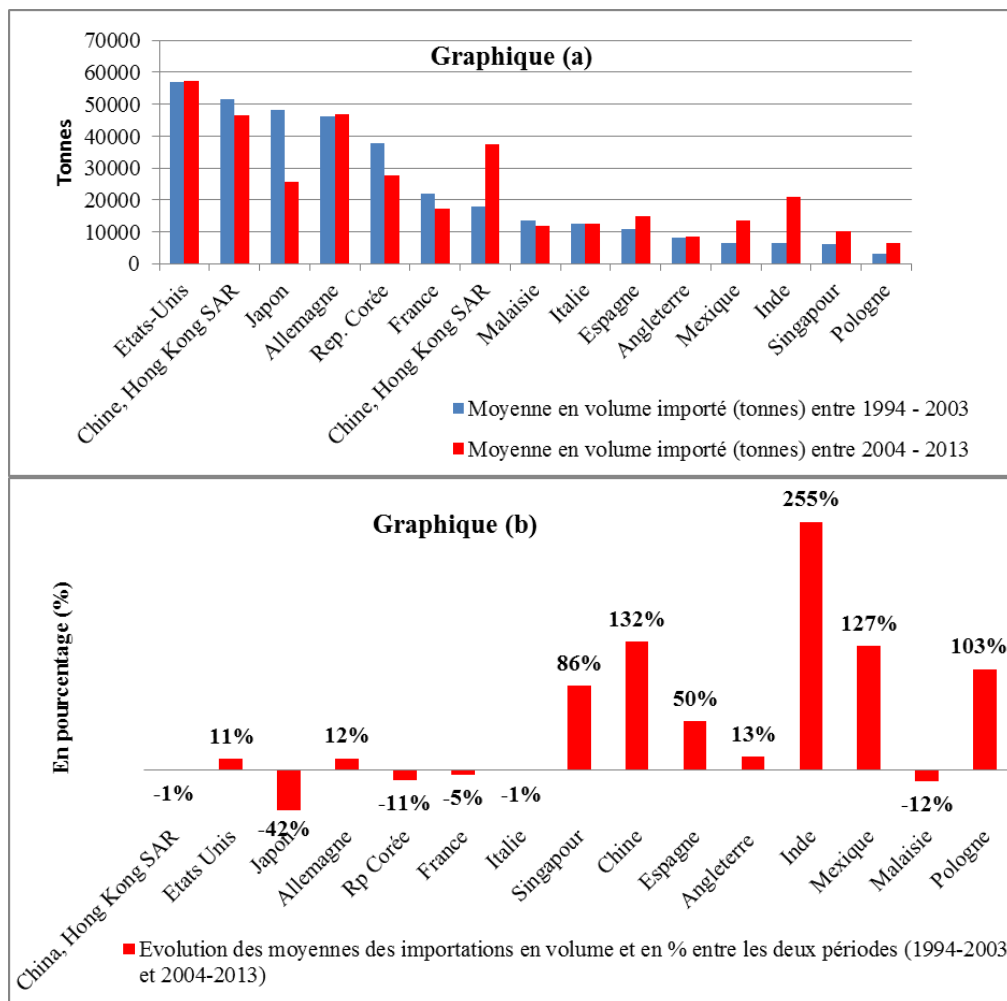 Graphique (a)
Tonnes
70000
60000
50000
40000
30000
20000
10000
0
Etats-Unis
Chine, Hong Kong SAR
Japon
Allemagne
Rep. Corée
France
Chine, Hong Kong SAR
Malaisie
Italie
Espagne
Angleterre
Mexique
Inde
Singapour
Pologne
Moyenne en volume importé (tonnes) entre 1994 - 2003
Moyenne en volume importé (tonnes) entre 2004 - 2013
Graphique (b)
En pourcentage (%)
-1%
11%
-42%
12%
-11%
-5%
-1%
86%
132%
50%
13%
255%
127%
-12%
103%
China, Hong Kong SAR
Etats Unis
Japon
Allemagne
Rp Corée
France
Italie
Singapour
Chine
Espagne
Angleterre
Inde
Mexique
Malaisie
Pologne
Evolution des moyennes des importations en volume et en % entre les deux périodes (1994-2003
et 2004-2013)